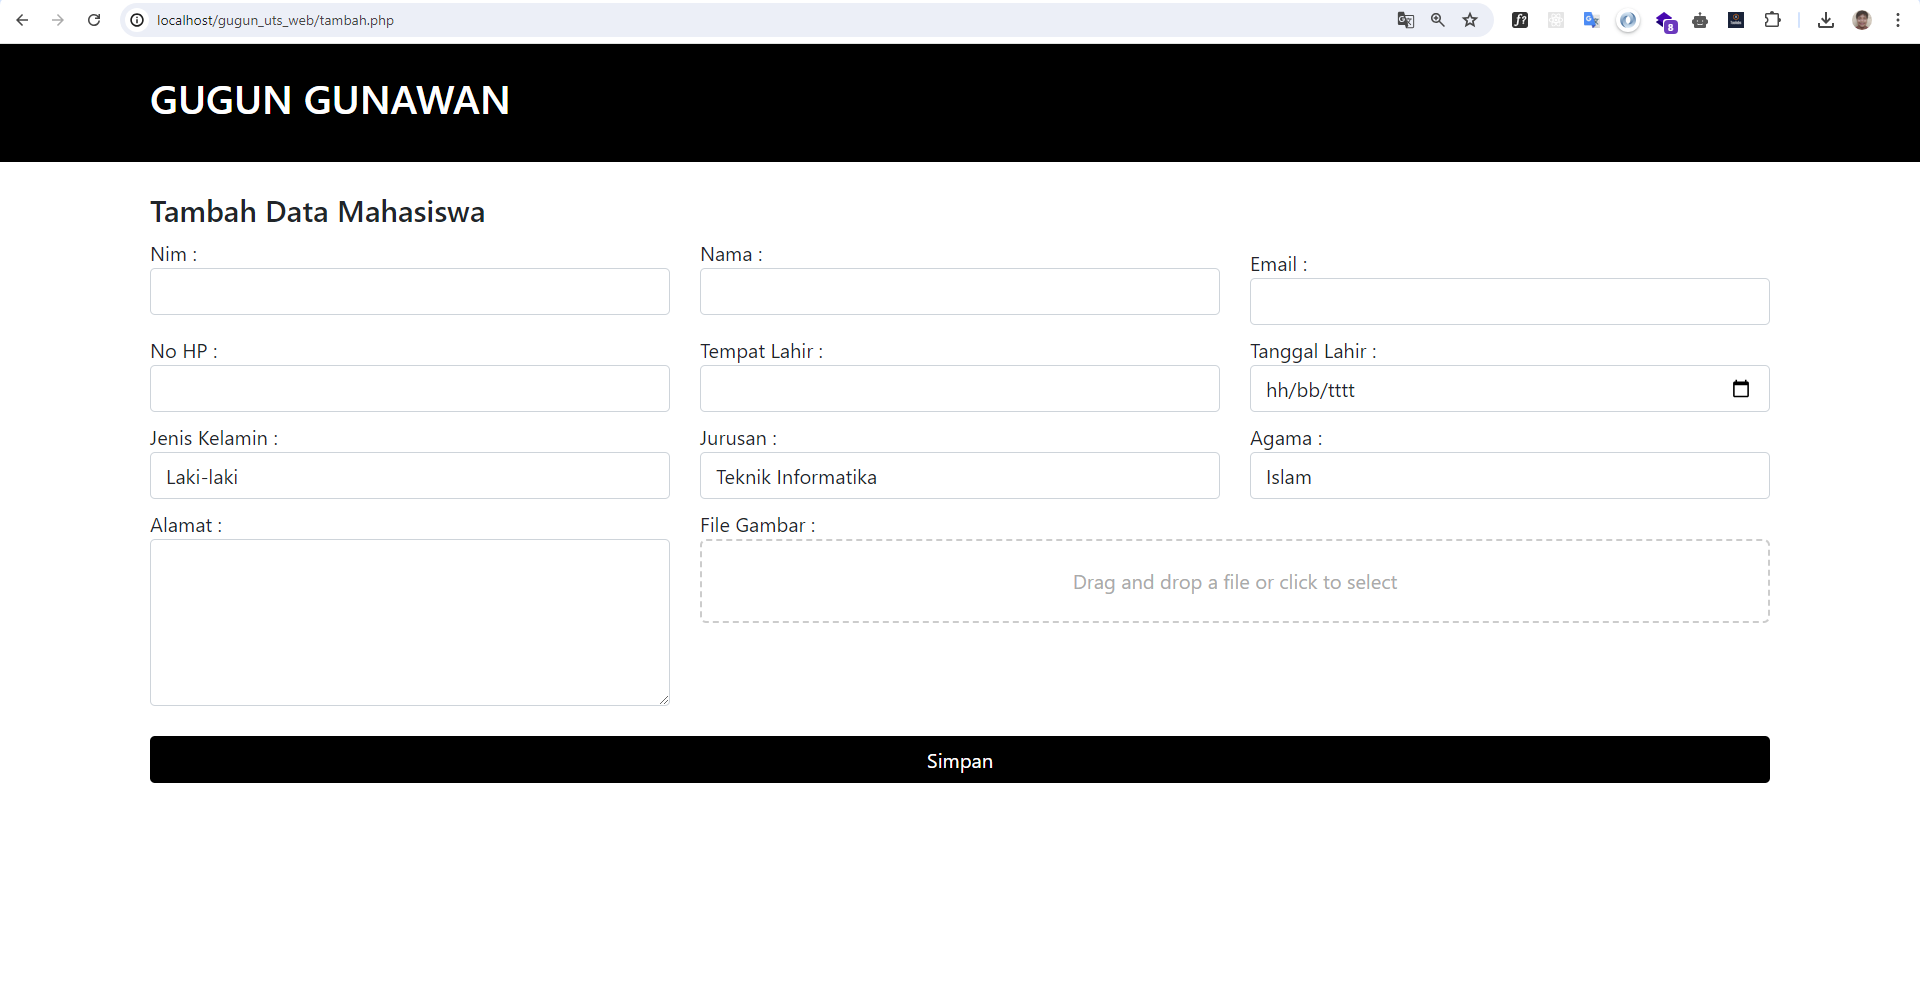 localhost/gugun_uts_web/tambah.php
8
GUGUN GUNAWAN
Tambah Data Mahasiswa
Nim :
Nama :
Email :
No HP :
Tempat Lahir :
Tanggal Lahir :
hh/bb/tttt
Jenis Kelamin :
Jurusan :
Agama :
Laki-laki
Teknik Informatika
Islam
Alamat :
File Gambar :
Drag and drop a file or click to select
Simpan